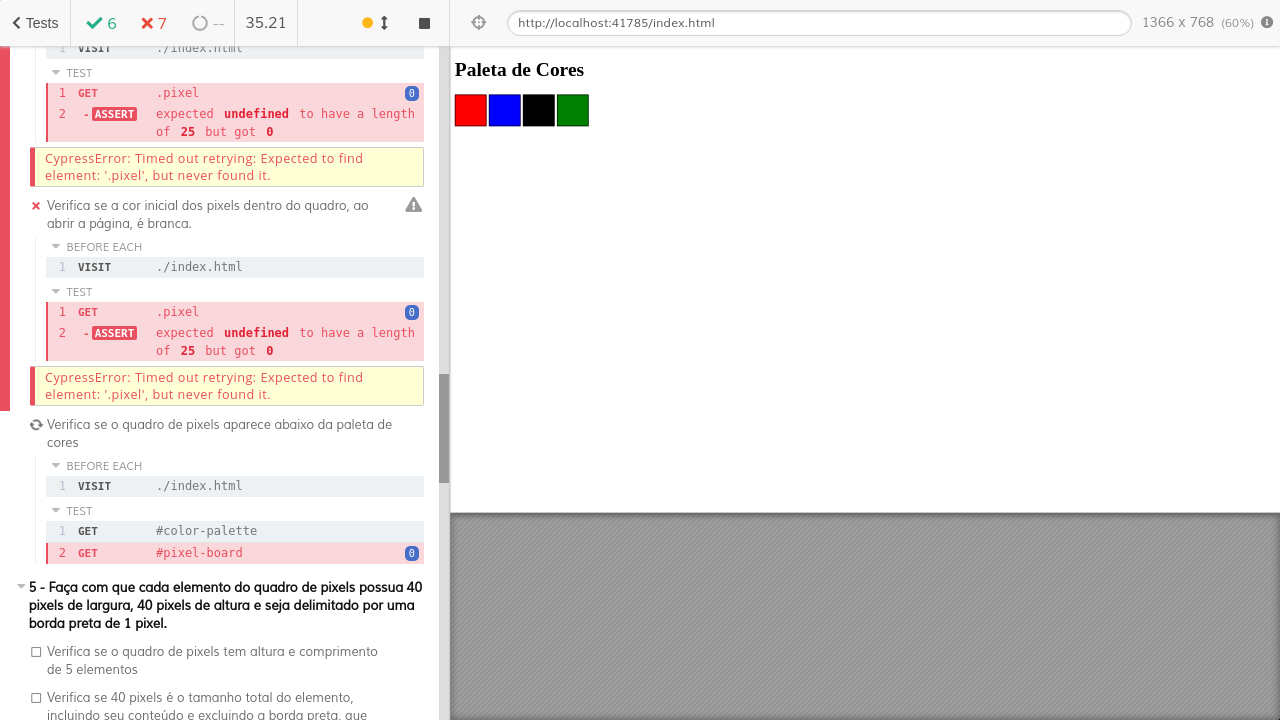 Tests 6 7 -- 35.21 http://localhost:41785/index.html 1366 x 768 (60%)
1 VISIT ./index.html
TEST
1 GET .pixel 0
2 -ASSERT expected undefined to have a length
of 25 but got 0
CypressError: Timed out retrying: Expected to find
element: '.pixel', but never found it.
Verifica se a cor inicial dos pixels dentro do quadro, ao
abrir a página, é branca.
BEFORE EACH
1 VISIT ./index.html
TEST
1 GET .pixel 0
2 -ASSERT expected undefined to have a length
of 25 but got 0
CypressError: Timed out retrying: Expected to find
element: '.pixel', but never found it.
Verifica se o quadro de pixels aparece abaixo da paleta de
cores
BEFORE EACH
1 VISIT ./index.html
TEST
1 GET #color-palette
2 GET #pixel-board 0
5 - Faça com que cada elemento do quadro de pixels possua 40
pixels de largura, 40 pixels de altura e seja delimitado por uma
borda preta de 1 pixel.
Verifica se o quadro de pixels tem altura e comprimento
de 5 elementos
Verifica se 40 pixels é o tamanho total do elemento,
incluindo seu conteúdo e excluindo a borda preta, que
Paleta de Cores